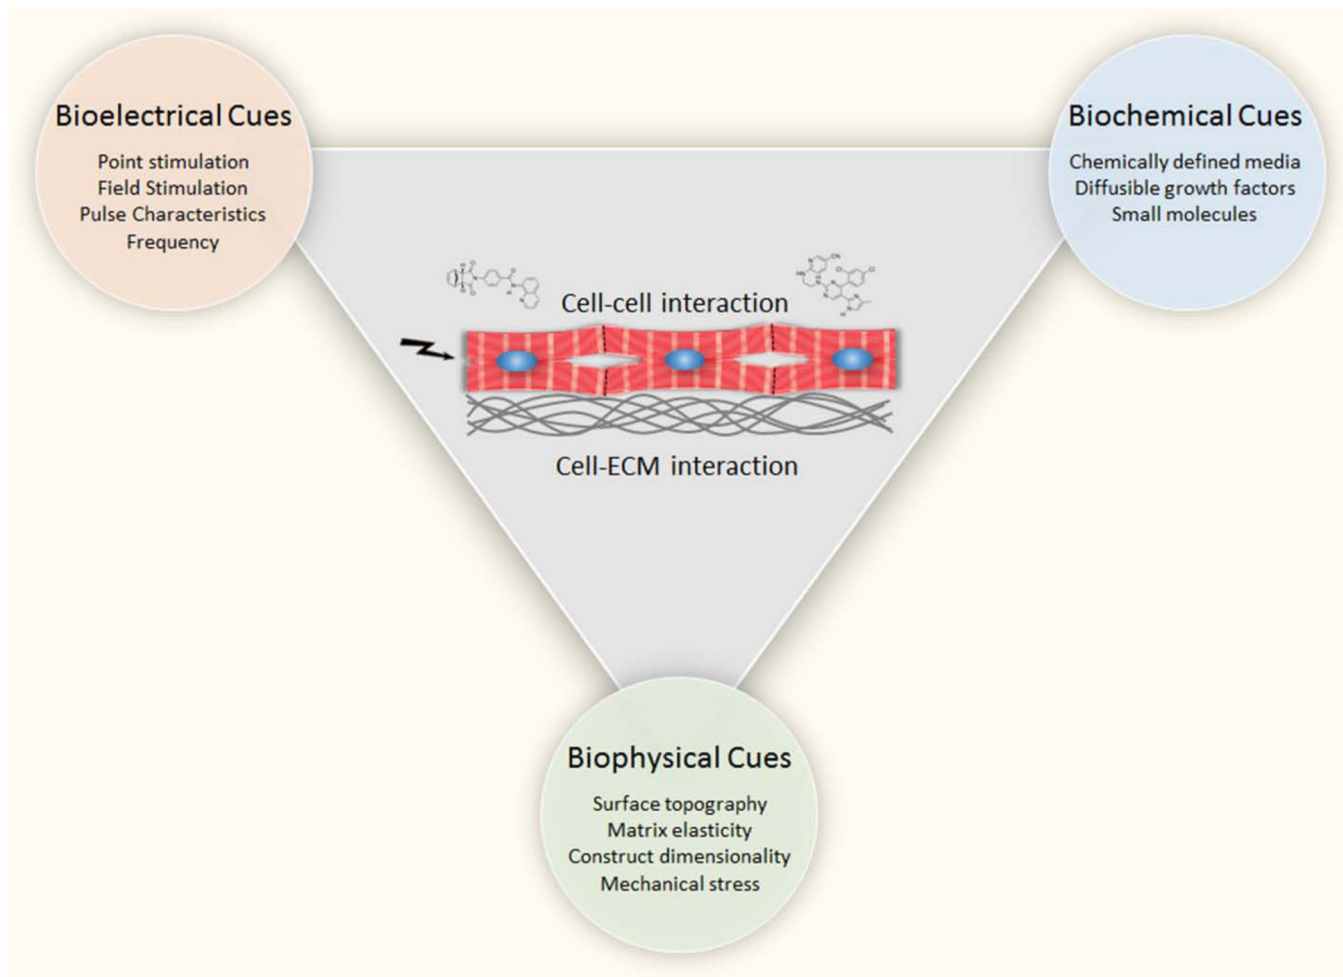 Bioelectrical Cues
Point stimulation
Field Stimulation
Pulse Characteristics
Frequency
Biochemical Cues
Chemically defined media
Diffusible growth factors
Small molecules
Cell-cell interaction
Cell-ECM interaction
Biophysical Cues
Surface topography
Matrix elasticity
Construct dimensionality
Mechanical stress